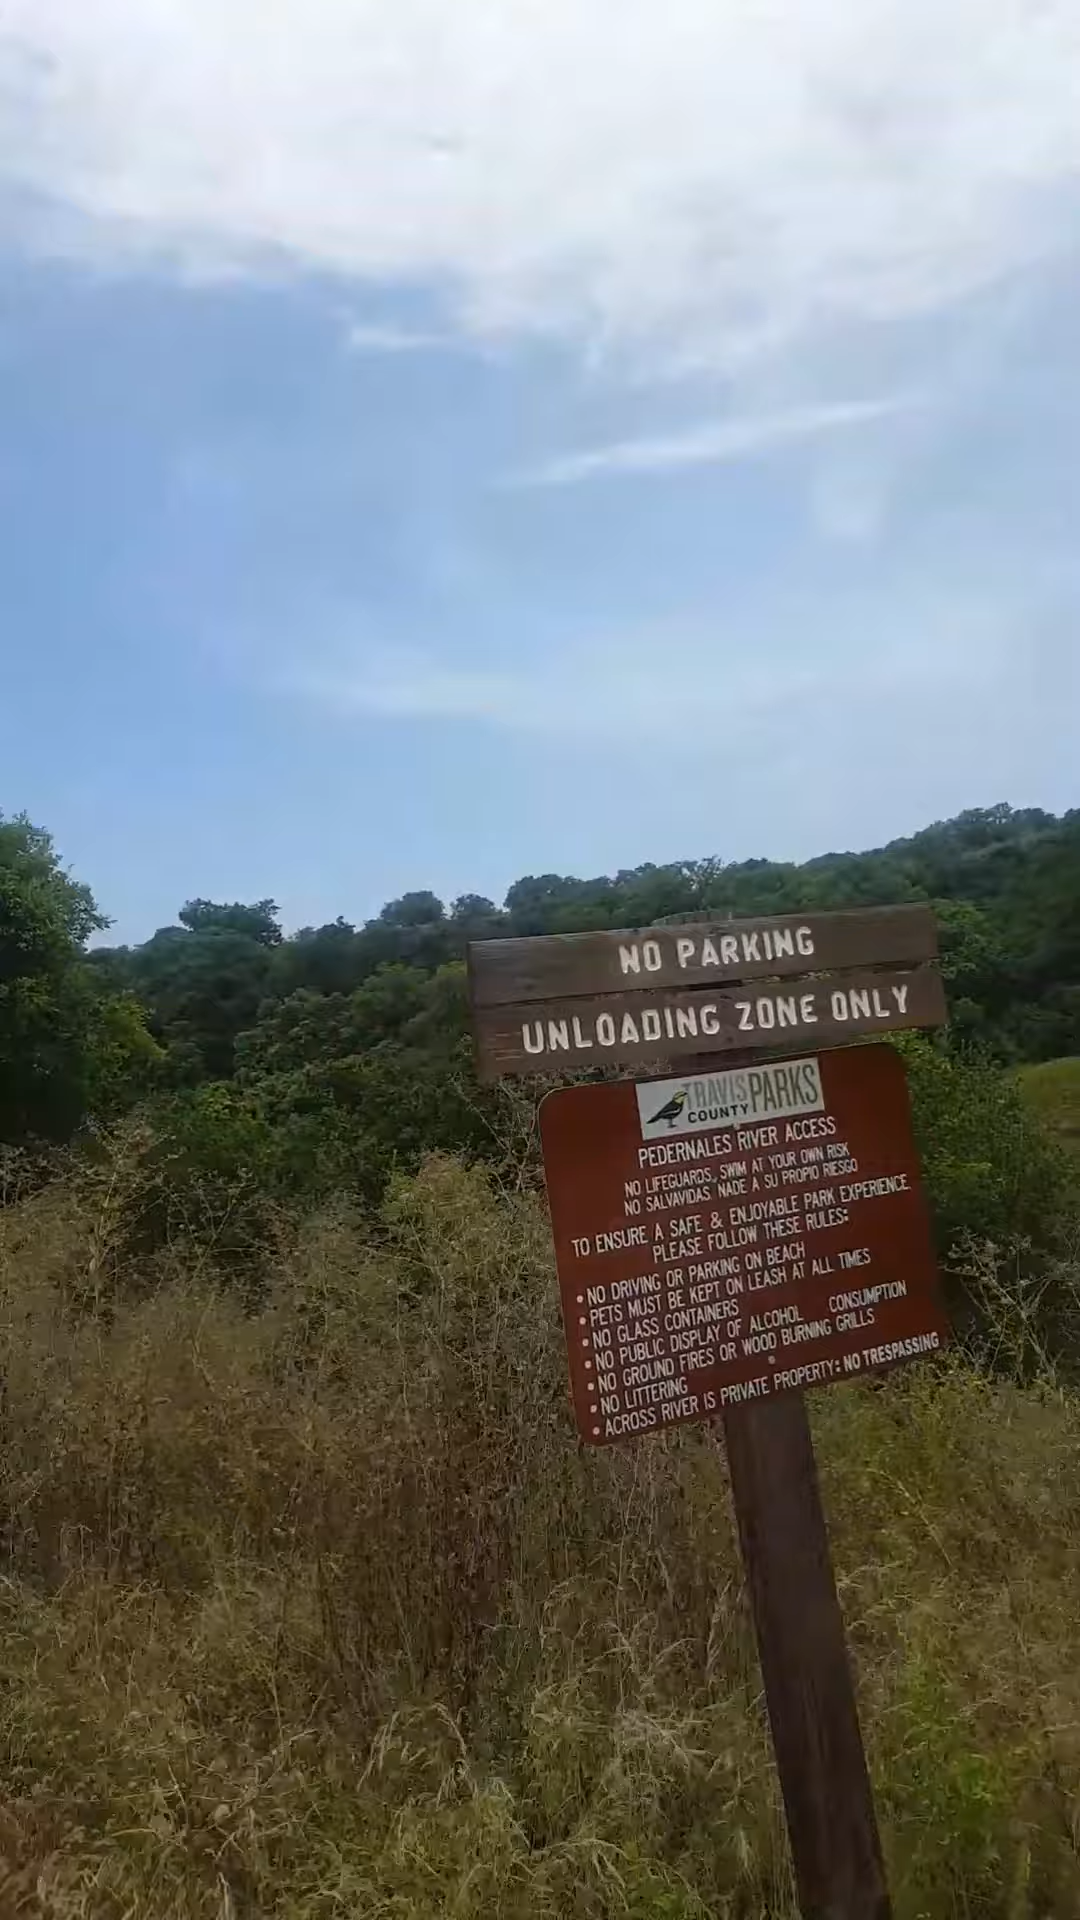 NO PARKING
UNLOADING ZONE ONLY
TRAVIS
COUNTY PARKS
PEDERNALES RIVER ACCESS
NO LIFEGUARDS, SWIM AT YOUR OWN RISK
NO SALVAVIDAS, NADE A SU PROPIO RIESGO
TO ENSURE A SAFE & ENJOYABLE PARK EXPERIENCE
PLEASE FOLLOW THESE RULES:
• NO DRIVING OR PARKING ON BEACH
• PETS MUST BE KEPT ON LEASH AT ALL TIMES
• NO GLASS CONTAINERS
• NO PUBLIC DISPLAY OF ALCOHOL CONSUMPTION
• NO GROUND FIRES OR WOOD BURNING GRILLS
• NO LITTERING
• ACROSS RIVER IS PRIVATE PROPERTY: NO TRESPASSING